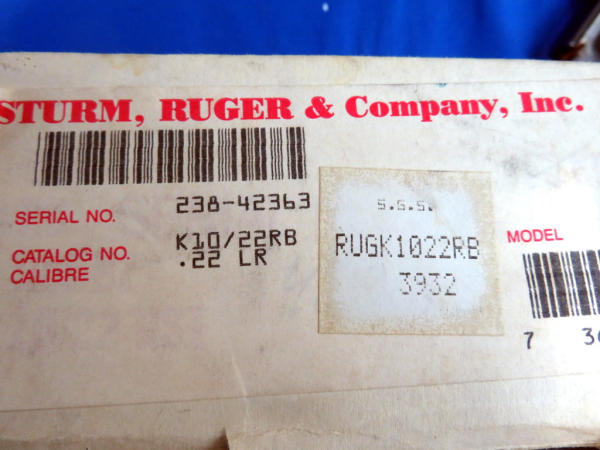 STURM, RUGER & Company, Inc.
SERIAL NO. 238-42363
CATALOG NO. K10/22RB
CALIBRE .22 LR
S.S.S.
RUGK1022RB
3932
MODEL
7